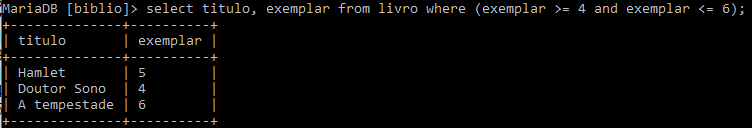 MariaDB [biblio]> select titulo, exemplar from livro where (exemplar >= 4 and exemplar <= 6);
+--------------+----------+
| titulo       | exemplar |
+--------------+----------+
| Hamlet       | 5        |
| Doutor Sono  | 4        |
| A tempestade | 6        |
+--------------+----------+